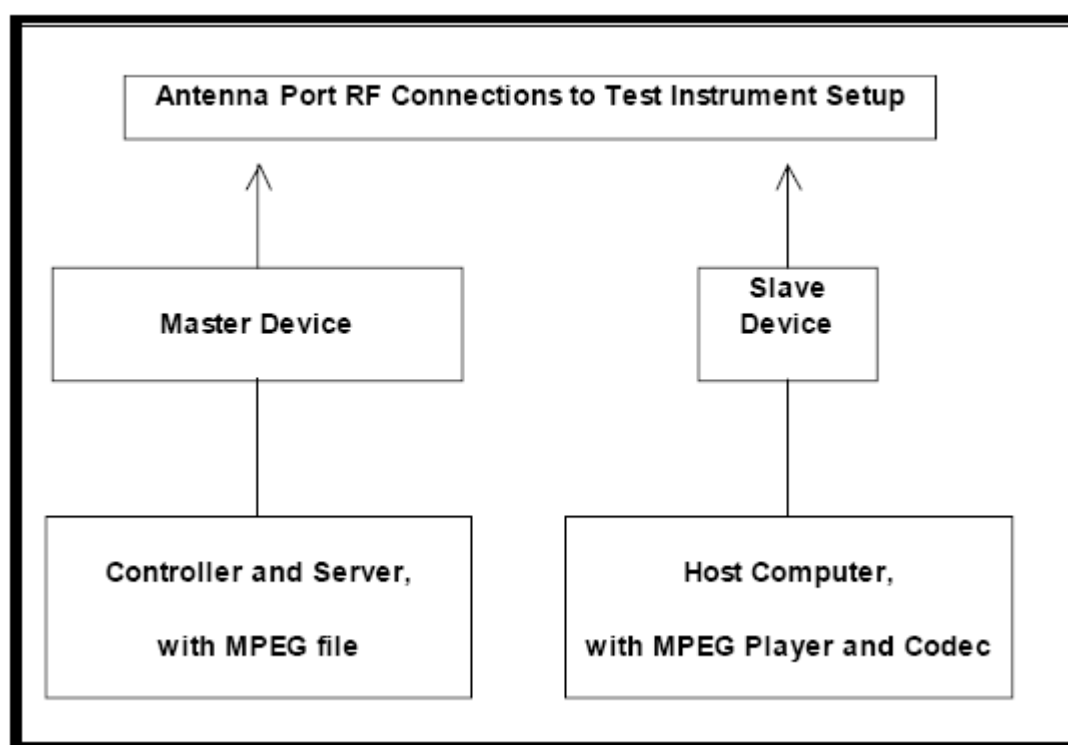 Antenna Port RF Connections to Test Instrument Setup
Master Device
Slave
Device
Controller and Server,
with MPEG file
Host Computer,
with MPEG Player and Codec